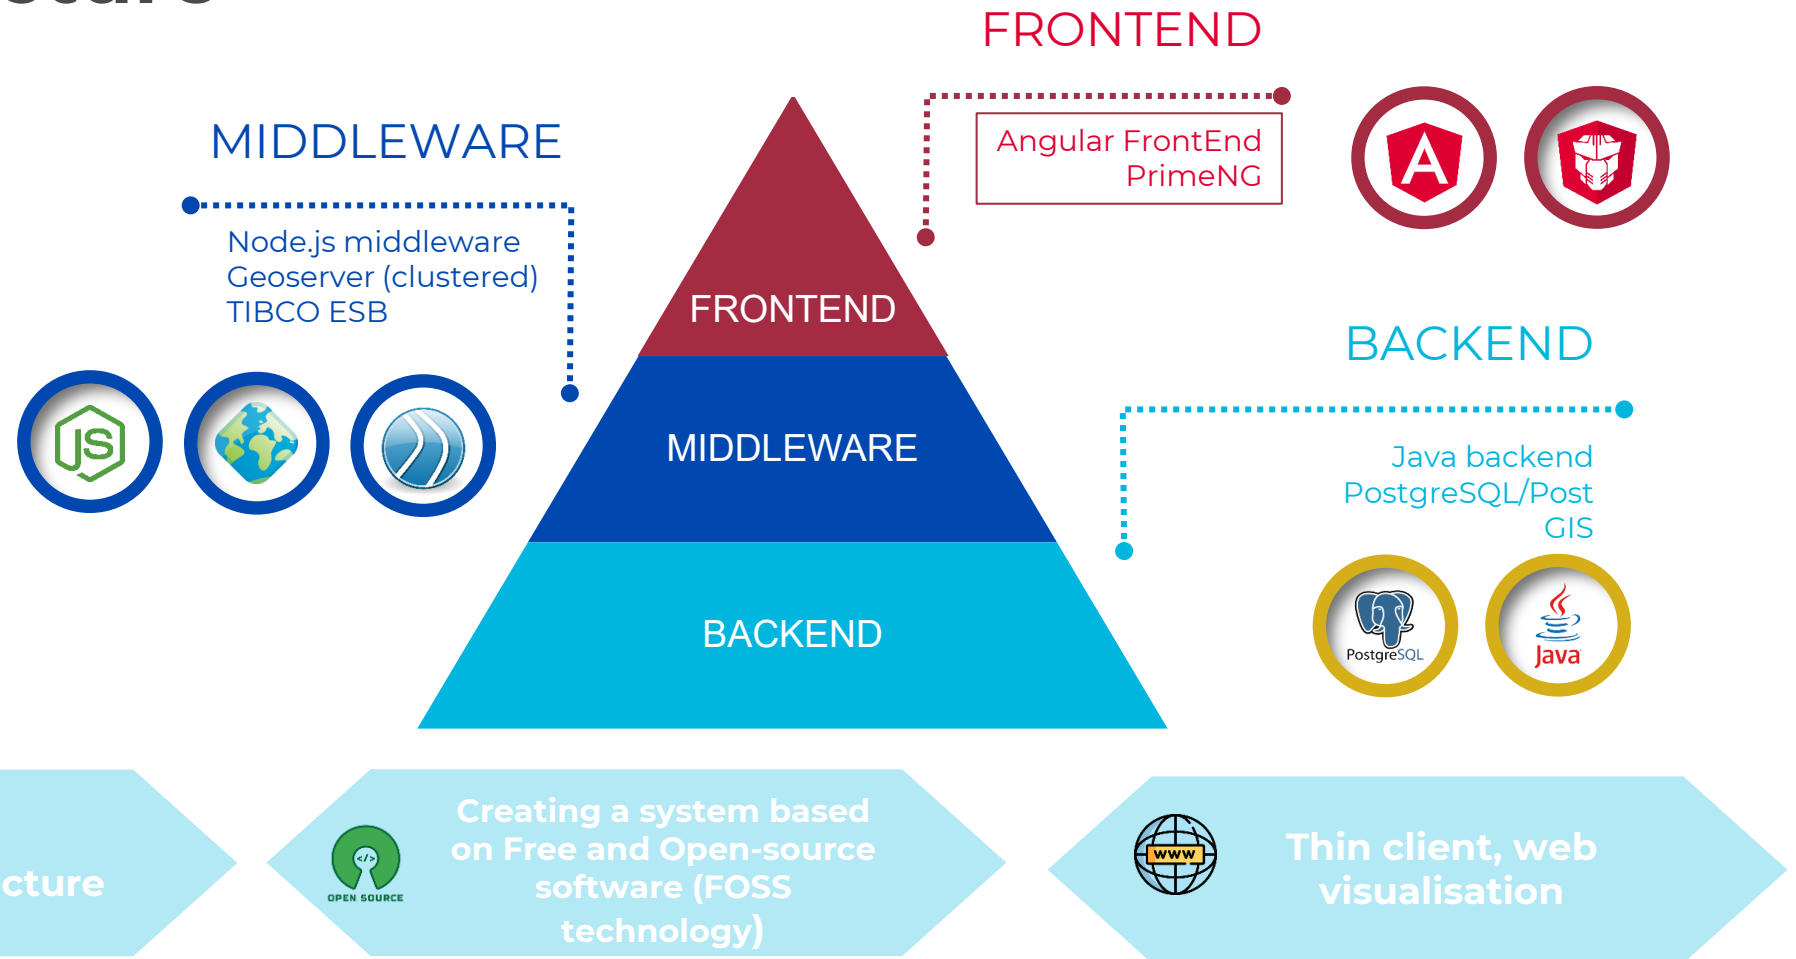 FRONTEND
Angular FrontEnd
PrimeNG
MIDDLEWARE
Node.js middleware
Geoserver (clustered)
TIBCO ESB
JS
FRONTEND
MIDDLEWARE
BACKEND
BACKEND
Java backend
PostgreSQL/Post
GIS
PostgreSQL
Java
cture
OPEN SOURCE
Creating a system based
on Free and Open-source
software (FOSS
technology)
www
Thin client, web
visualisation